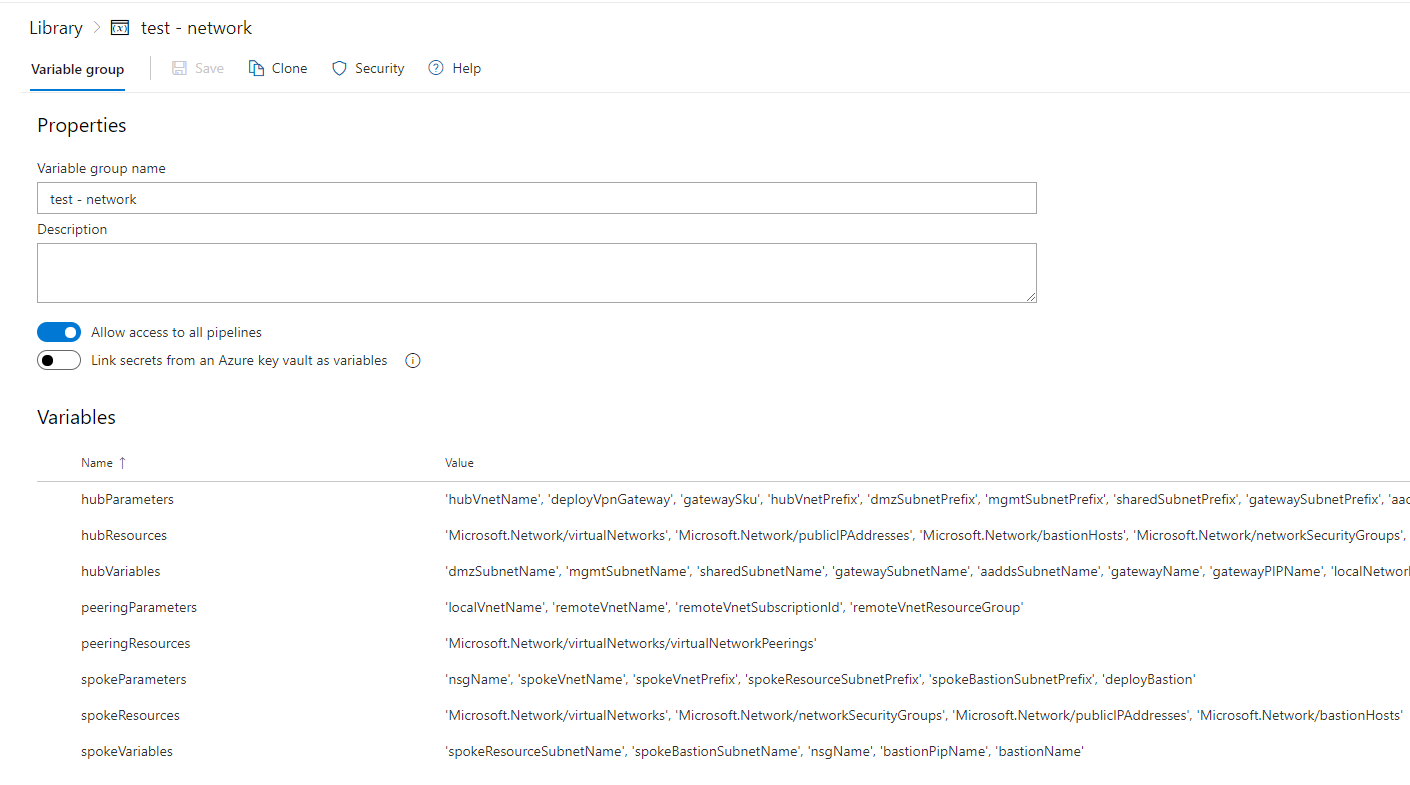 Library > test - network
Variable group Save Clone Security Help
Properties
Variable group name
test - network
Description
Allow access to all pipelines
Link secrets from an Azure key vault as variables
Variables
Name ↑ Value
hubParameters 'hubVnetName', 'deployVpnGateway', 'gatewaySku', 'hubVnetPrefix', 'dmzSubnetPrefix', 'mgmtSubnetPrefix', 'sharedSubnetPrefix', 'gatewaySubnetPrefix',
hubResources 'Microsoft.Network/virtualNetworks', 'Microsoft.Network/publicIPAddresses', 'Microsoft.Network/bastionHosts', 'Microsoft.Network/networkSecurityGroups',
hubVariables 'dmzSubnetName', 'mgmtSubnetName', 'sharedSubnetName', 'gatewaySubnetName', 'aaddsSubnetName', 'gatewayName', 'gatewayPIPName',
peeringParameters 'localVnetName', 'remoteVnetName', 'remoteVnetSubscriptionId', 'remoteVnetResourceGroup'
peeringResources 'Microsoft.Network/virtualNetworks/virtualNetworkPeerings'
spokeParameters 'nsgName', 'spokeVnetName', 'spokeVnetPrefix', 'spokeResourceSubnetPrefix', 'spokeBastionSubnetPrefix', 'deployBastion'
spokeResources 'Microsoft.Network/virtualNetworks', 'Microsoft.Network/networkSecurityGroups', 'Microsoft.Network/publicIPAddresses', 'Microsoft.Network/bastionHosts'
spokeVariables 'spokeResourceSubnetName', 'spokeBastionSubnetName', 'nsgName', 'bastionPipName', 'bastionName'